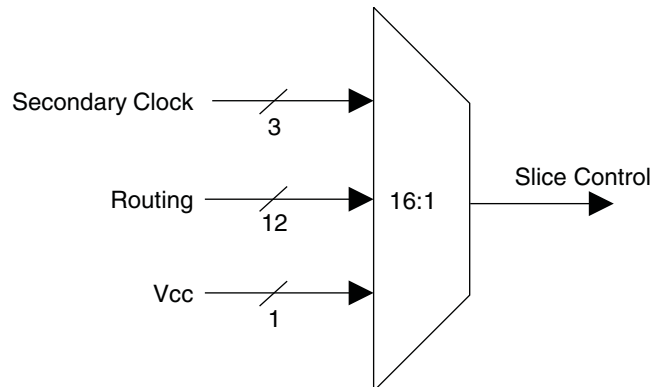 Secondary Clock
3
Routing
12
Vcc
1
16:1
Slice Control